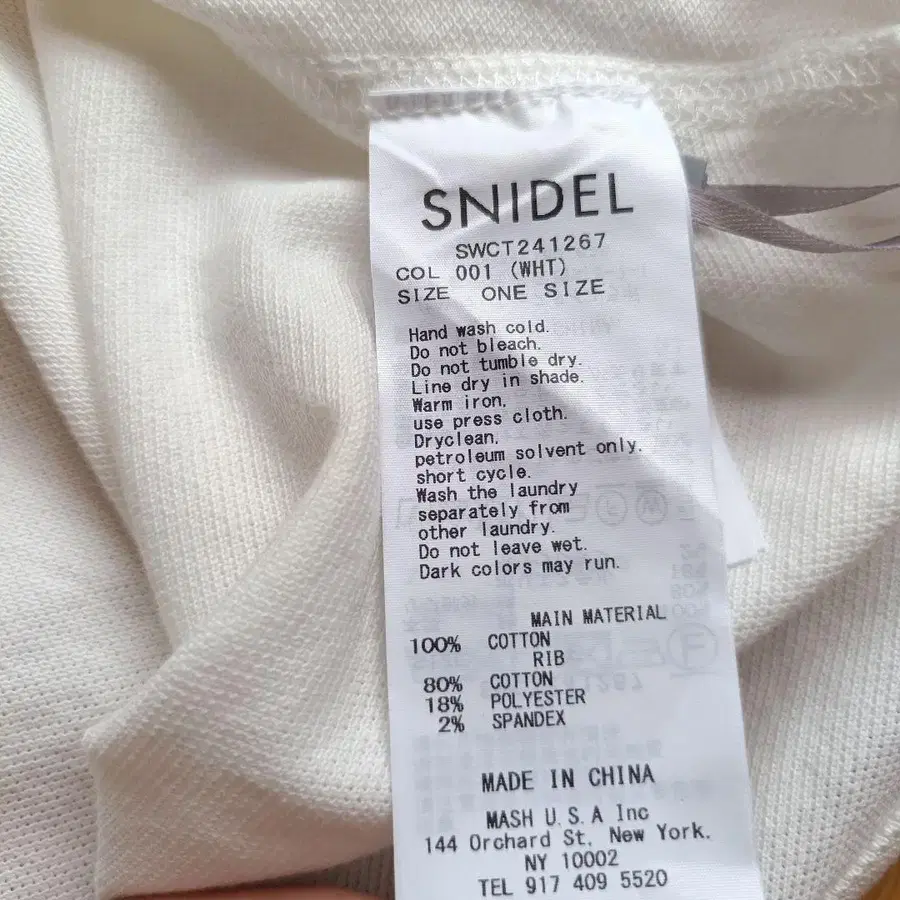 SNIDEL
SWCT241267
COL 001 (WHT)
SIZE ONE SIZE
Hand wash cold.
Do not bleach.
Do not tumble dry.
Line dry in shade.
Warm iron.
use press cloth.
Dryclean.
petroleum solvent only.
short cycle.
Wash the laundry
separately from
other laundry.
Do not leave wet.
Dark colors may run.
MAIN MATERIAL
100% COTTON
RIB
80% COTTON
18% POLYESTER
2% SPANDEX
MADE IN CHINA
MASH U.S.A Inc
144 Orchard St, New York.
NY 10002
TEL 917 409 5520